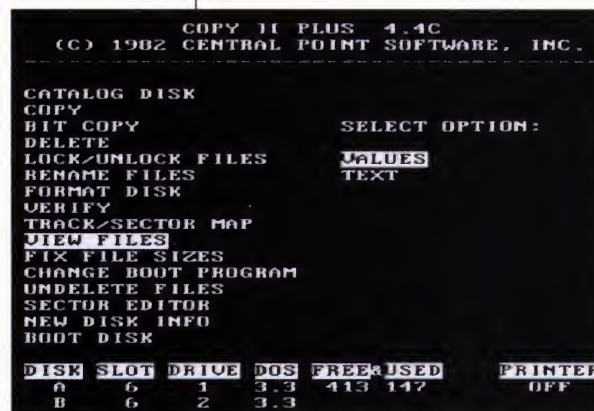 COPY ][ PLUS 4.4C
(C) 1982 CENTRAL POINT SOFTWARE, INC.
CATALOG DISK
COPY
BIT COPY
DELETE
LOCK/UNLOCK FILES
RENAME FILES
FORMAT DISK
VERIFY
TRACK/SECTOR MAP
VIEW FILES
FIX FILE SIZES
CHANGE BOOT PROGRAM
UNDELETE FILES
SECTOR EDITOR
NEW DISK INFO
BOOT DISK
SELECT OPTION:
VALUES
TEXT
DISK SLOT DRIVE DOS FREE&USED PRINTER
A 6 1 3.3 413 147 OFF
B 6 2 3.3